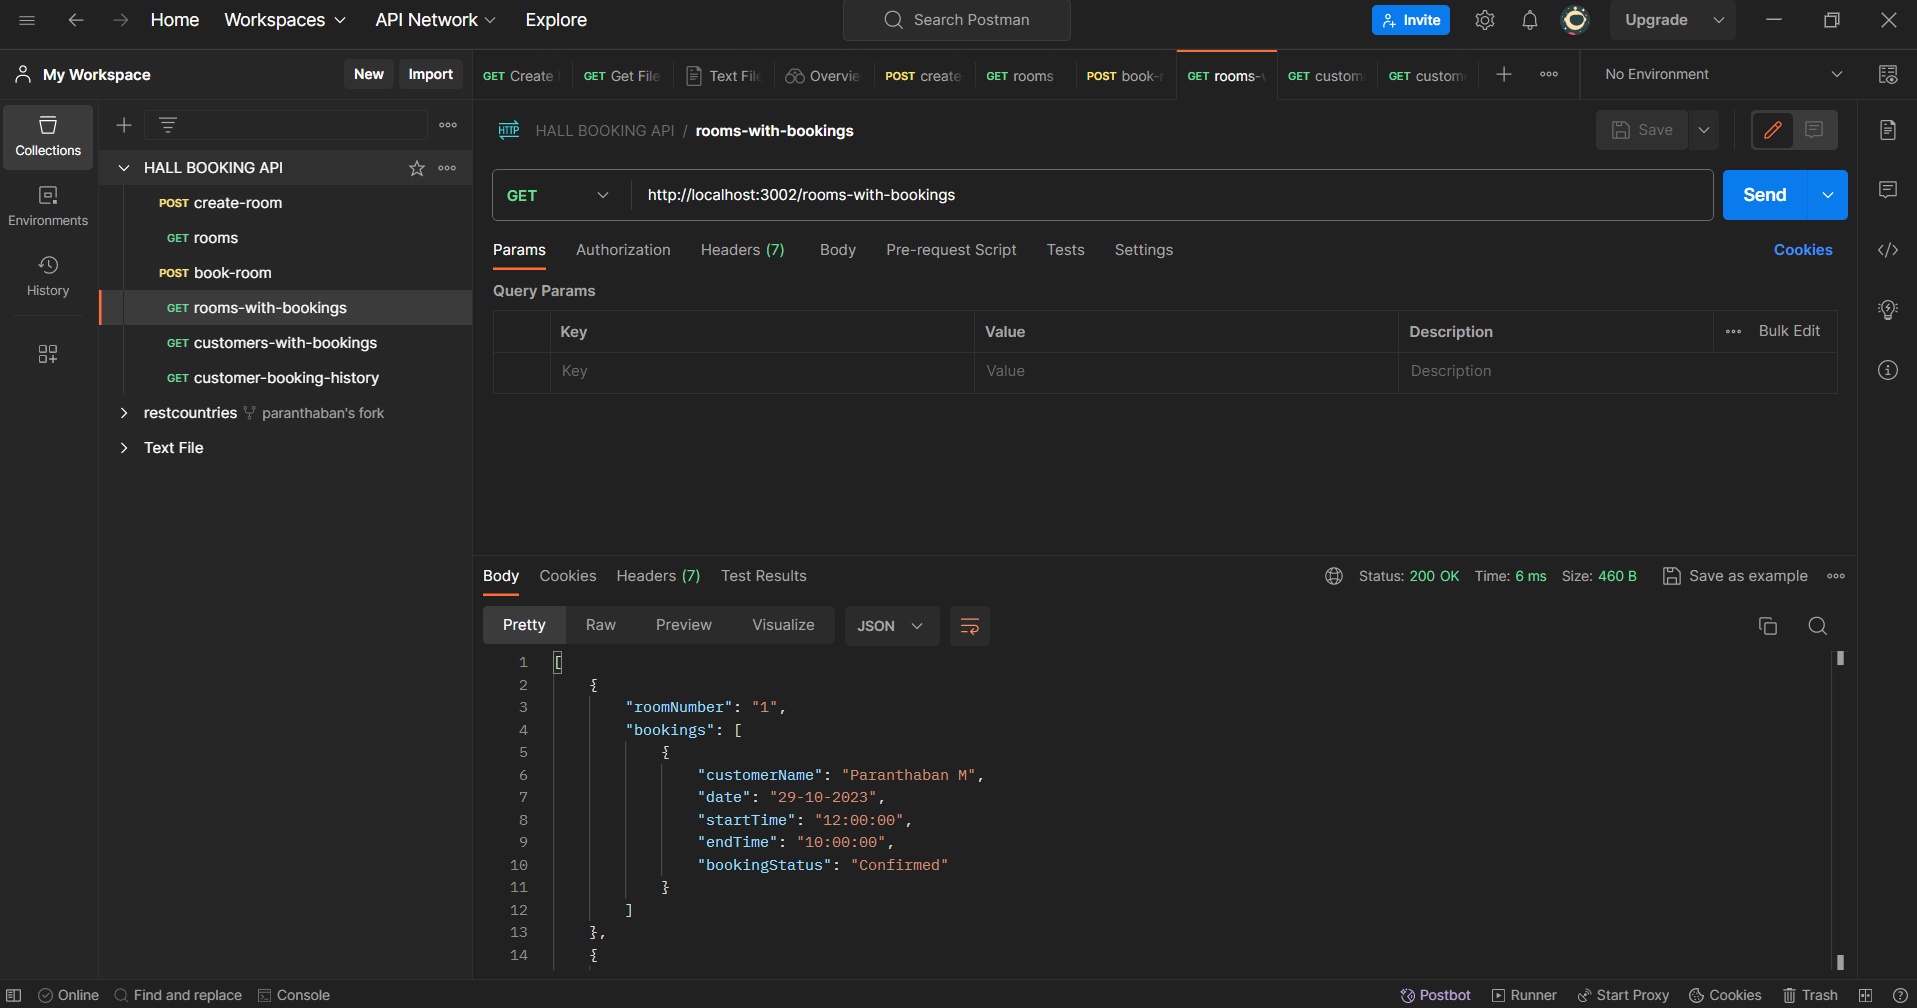 Home Workspaces API Network Explore Search Postman Invite Upgrade
My Workspace New Import
GET Create GET Get File Text File Overvie POST create GET rooms POST book-r GET rooms-v GET custom GET custom No Environment
Collections
Environments
History
HALL BOOKING API
POST create-room
GET rooms
POST book-room
GET rooms-with-bookings
GET customers-with-bookings
GET customer-booking-history
restcountries paranthaban's fork
Text File
HTTP HALL BOOKING API / rooms-with-bookings Save
GET http://localhost:3002/rooms-with-bookings Send
Params Authorization Headers (7) Body Pre-request Script Tests Settings Cookies
Query Params
Key Value Description Bulk Edit
Key Value Description
Body Cookies Headers (7) Test Results Status: 200 OK Time: 6 ms Size: 460 B Save as example
Pretty Raw Preview Visualize JSON
1 [
2 {
3 "roomNumber": "1",
4 "bookings": [
5 {
6 "customerName": "Paranthaban M",
7 "date": "29-10-2023",
8 "startTime": "12:00:00",
9 "endTime": "10:00:00",
10 "bookingStatus": "Confirmed"
11 }
12 ]
13 },
14 {
Online Find and replace Console Postbot Runner Start Proxy Cookies Trash